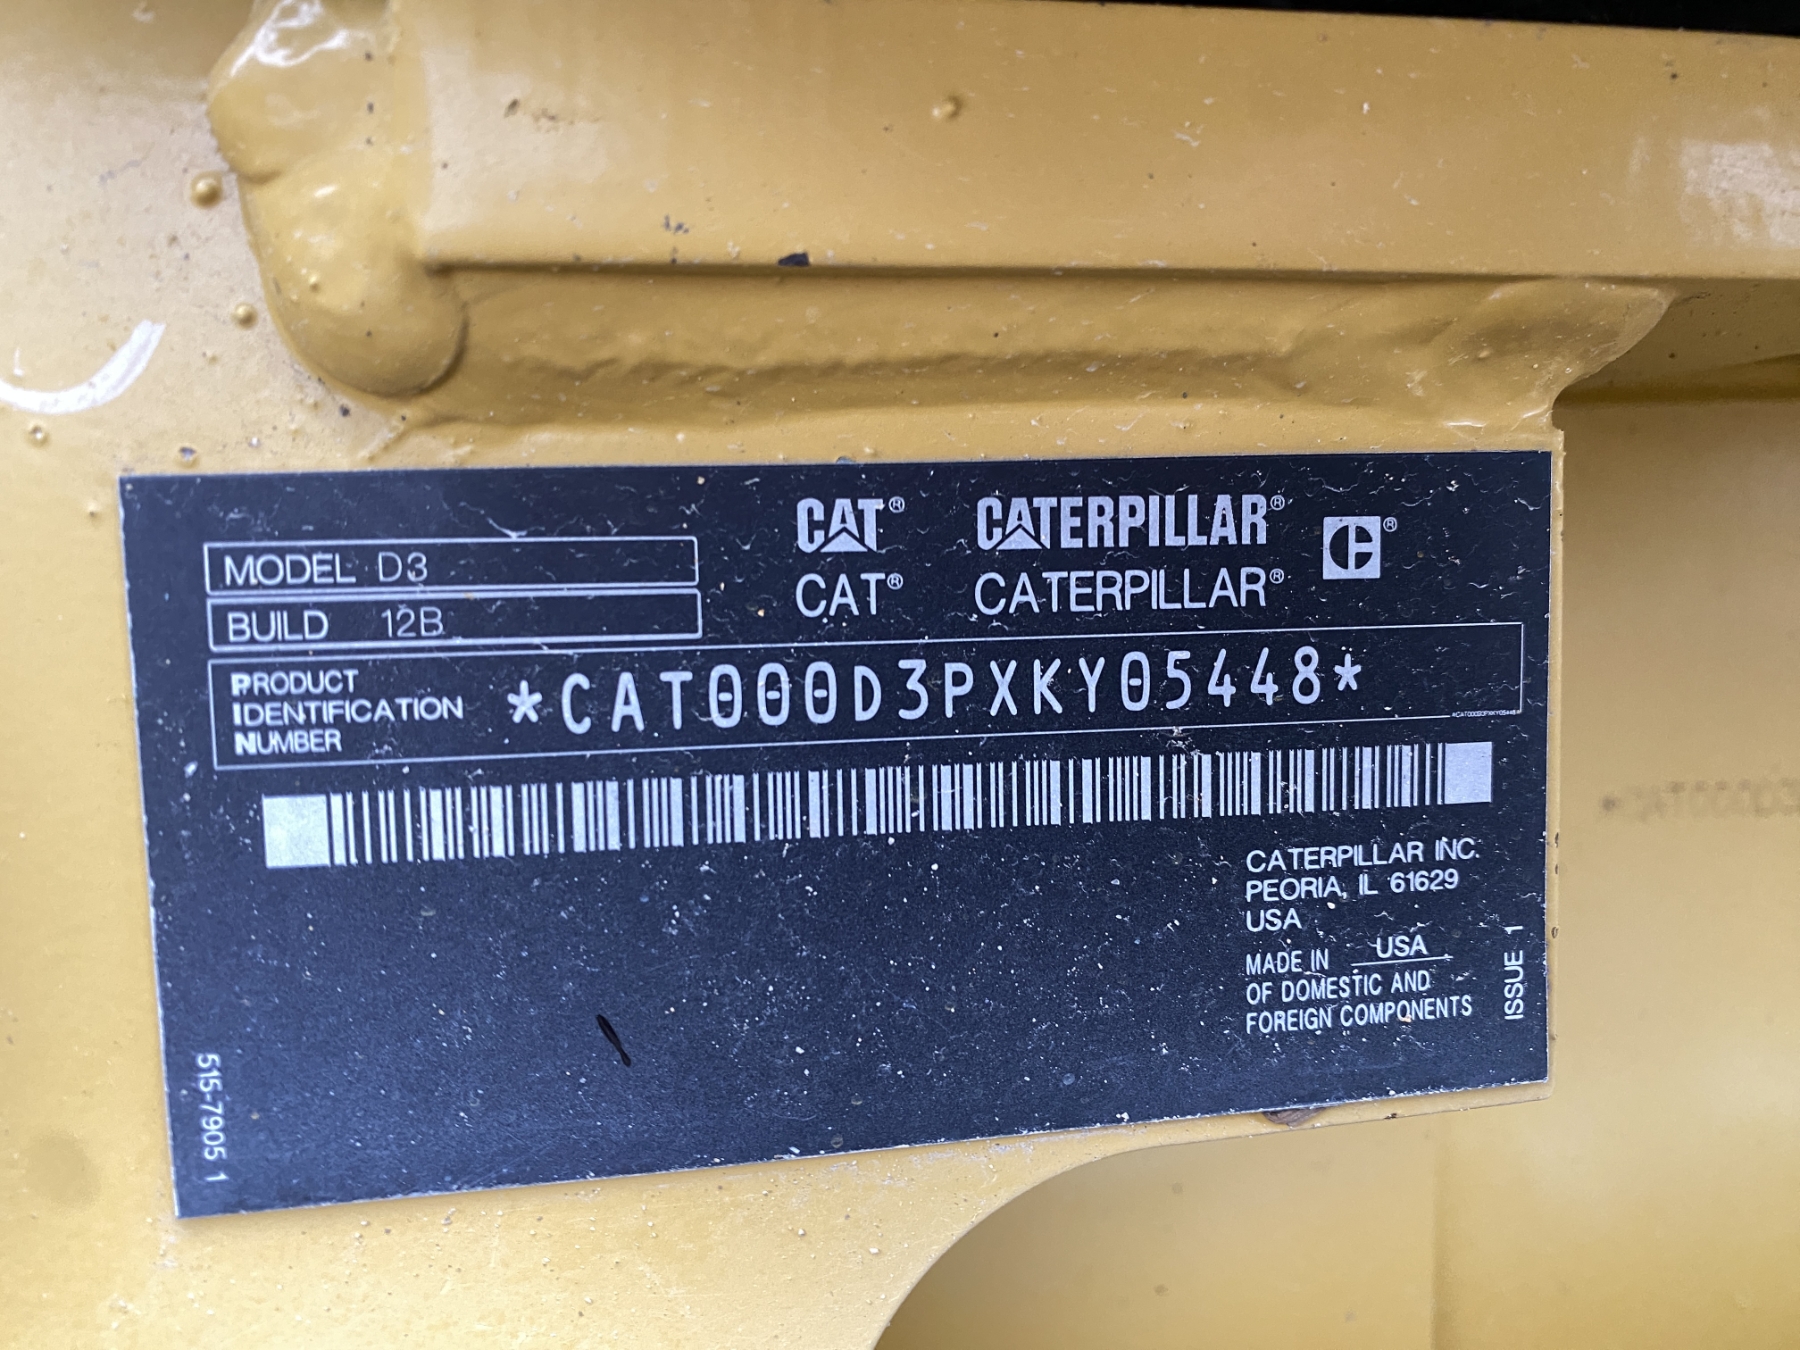 CAT® CATERPILLAR® C®
CAT® CATERPILLAR®
MODEL D3
BUILD 12B
PRODUCT
IDENTIFICATION
NUMBER
*CAT000D3PXKY05448*
*CAT000D3PXKY05448*
CATERPILLAR INC.
PEORIA, IL 61629
USA
MADE IN USA
OF DOMESTIC AND
FOREIGN COMPONENTS
ISSUE 1
515-7905 1